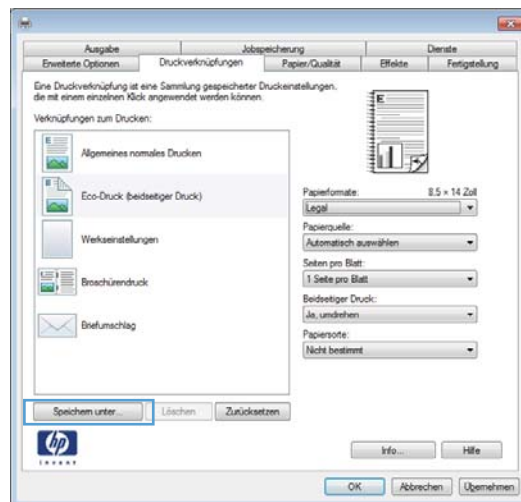 Ausgabe
Jobspeicherung
Dienste
Erweiterte Optionen
Druckverknüpfungen
Papier/Qualität
Effekte
Fertigstellung
Eine Druckverknüpfung ist eine Sammlung gespeicherter Druckeinstellungen,
die mit einem einzelnen Klick angewendet werden können.
Verknüpfungen zum Drucken:
Allgemeines normales Drucken
Eco-Druck (beidseitiger Druck)
Werkseinstellungen
Broschürendruck
Briefumschlag
E
Papierformate: 8.5 × 14 Zoll
Legal
Papierquelle:
Automatisch auswählen
Seiten pro Blatt:
1 Seite pro Blatt
Beidseitiger Druck:
Ja, umdrehen
Papiersorte:
Nicht bestimmt
Speichern unter...
Löschen
Zurücksetzen
hp
invent
Info...
Hilfe
OK
Abbrechen
Übernehmen